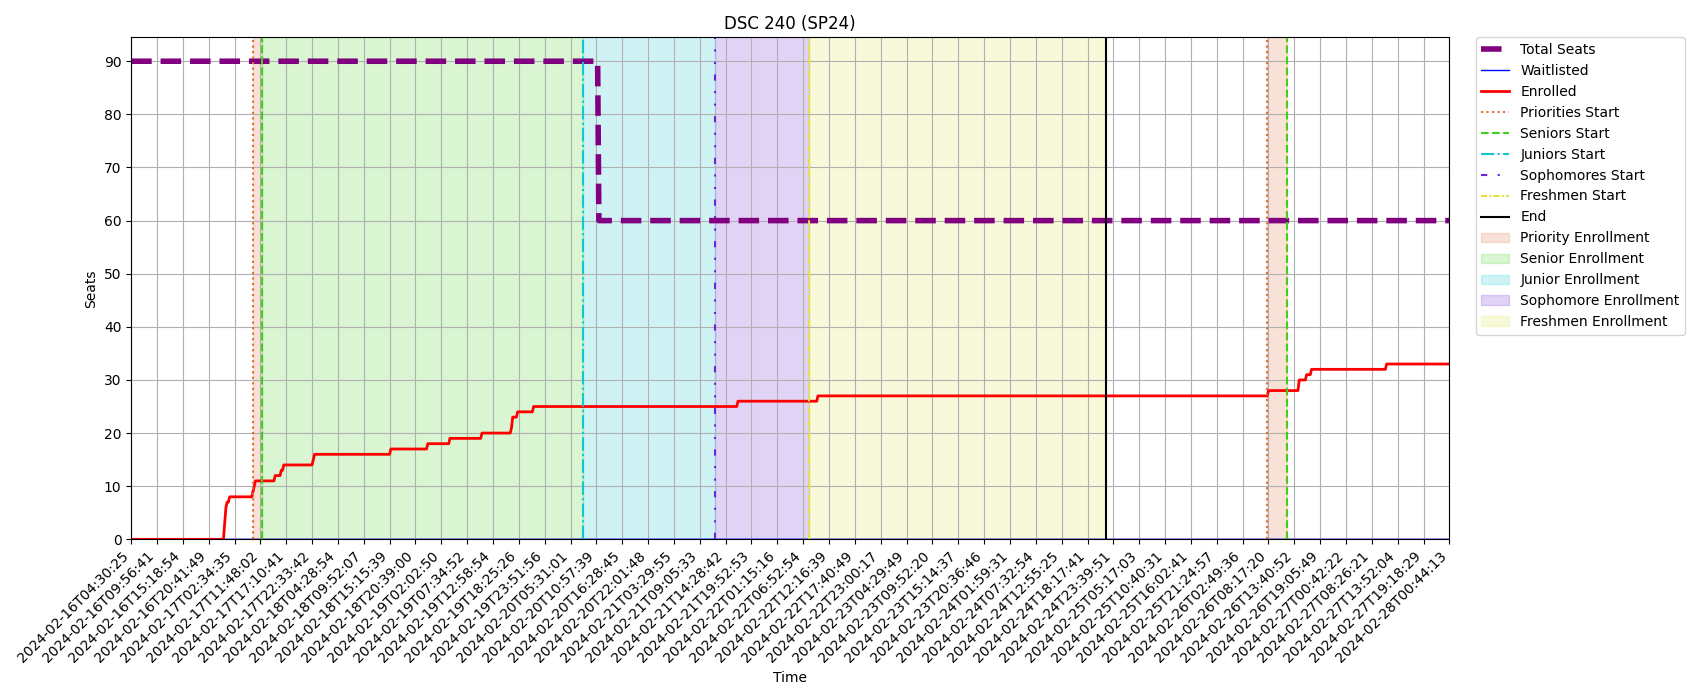 DSC 240 (SP24)
Total Seats
Waitlisted
Enrolled
Priorities Start
Seniors Start
Juniors Start
Sophomores Start
Freshmen Start
End
Priority Enrollment
Senior Enrollment
Junior Enrollment
Sophomore Enrollment
Freshmen Enrollment
Seats
90
80
70
60
50
40
30
20
10
0
2024-02-16T04:30:25
2024-02-16T09:56:41
2024-02-16T15:18:54
2024-02-16T20:41:49
2024-02-17T02:34:35
2024-02-17T11:48:02
2024-02-17T17:10:41
2024-02-17T22:33:42
2024-02-18T04:28:54
2024-02-18T09:52:07
2024-02-18T15:15:39
2024-02-18T20:39:00
2024-02-19T02:02:50
2024-02-19T07:34:52
2024-02-19T12:58:54
2024-02-19T18:25:26
2024-02-19T23:51:56
2024-02-20T05:31:01
2024-02-20T10:57:39
2024-02-20T16:28:45
2024-02-20T22:01:48
2024-02-21T03:29:55
2024-02-21T09:05:33
2024-02-21T14:28:42
2024-02-21T19:52:53
2024-02-22T01:15:16
2024-02-22T06:52:54
2024-02-22T12:16:39
2024-02-22T17:40:49
2024-02-22T23:00:17
2024-02-23T04:29:49
2024-02-23T09:52:20
2024-02-23T15:14:37
2024-02-23T20:36:46
2024-02-24T01:59:31
2024-02-24T07:32:54
2024-02-24T12:55:25
2024-02-24T18:17:41
2024-02-24T23:39:51
2024-02-25T05:17:03
2024-02-25T10:40:31
2024-02-25T16:02:41
2024-02-25T21:24:57
2024-02-26T02:49:36
2024-02-26T08:17:20
2024-02-26T13:40:52
2024-02-26T19:05:49
2024-02-27T00:42:22
2024-02-27T08:26:21
2024-02-27T13:52:04
2024-02-27T19:18:29
2024-02-28T00:44:13
Time